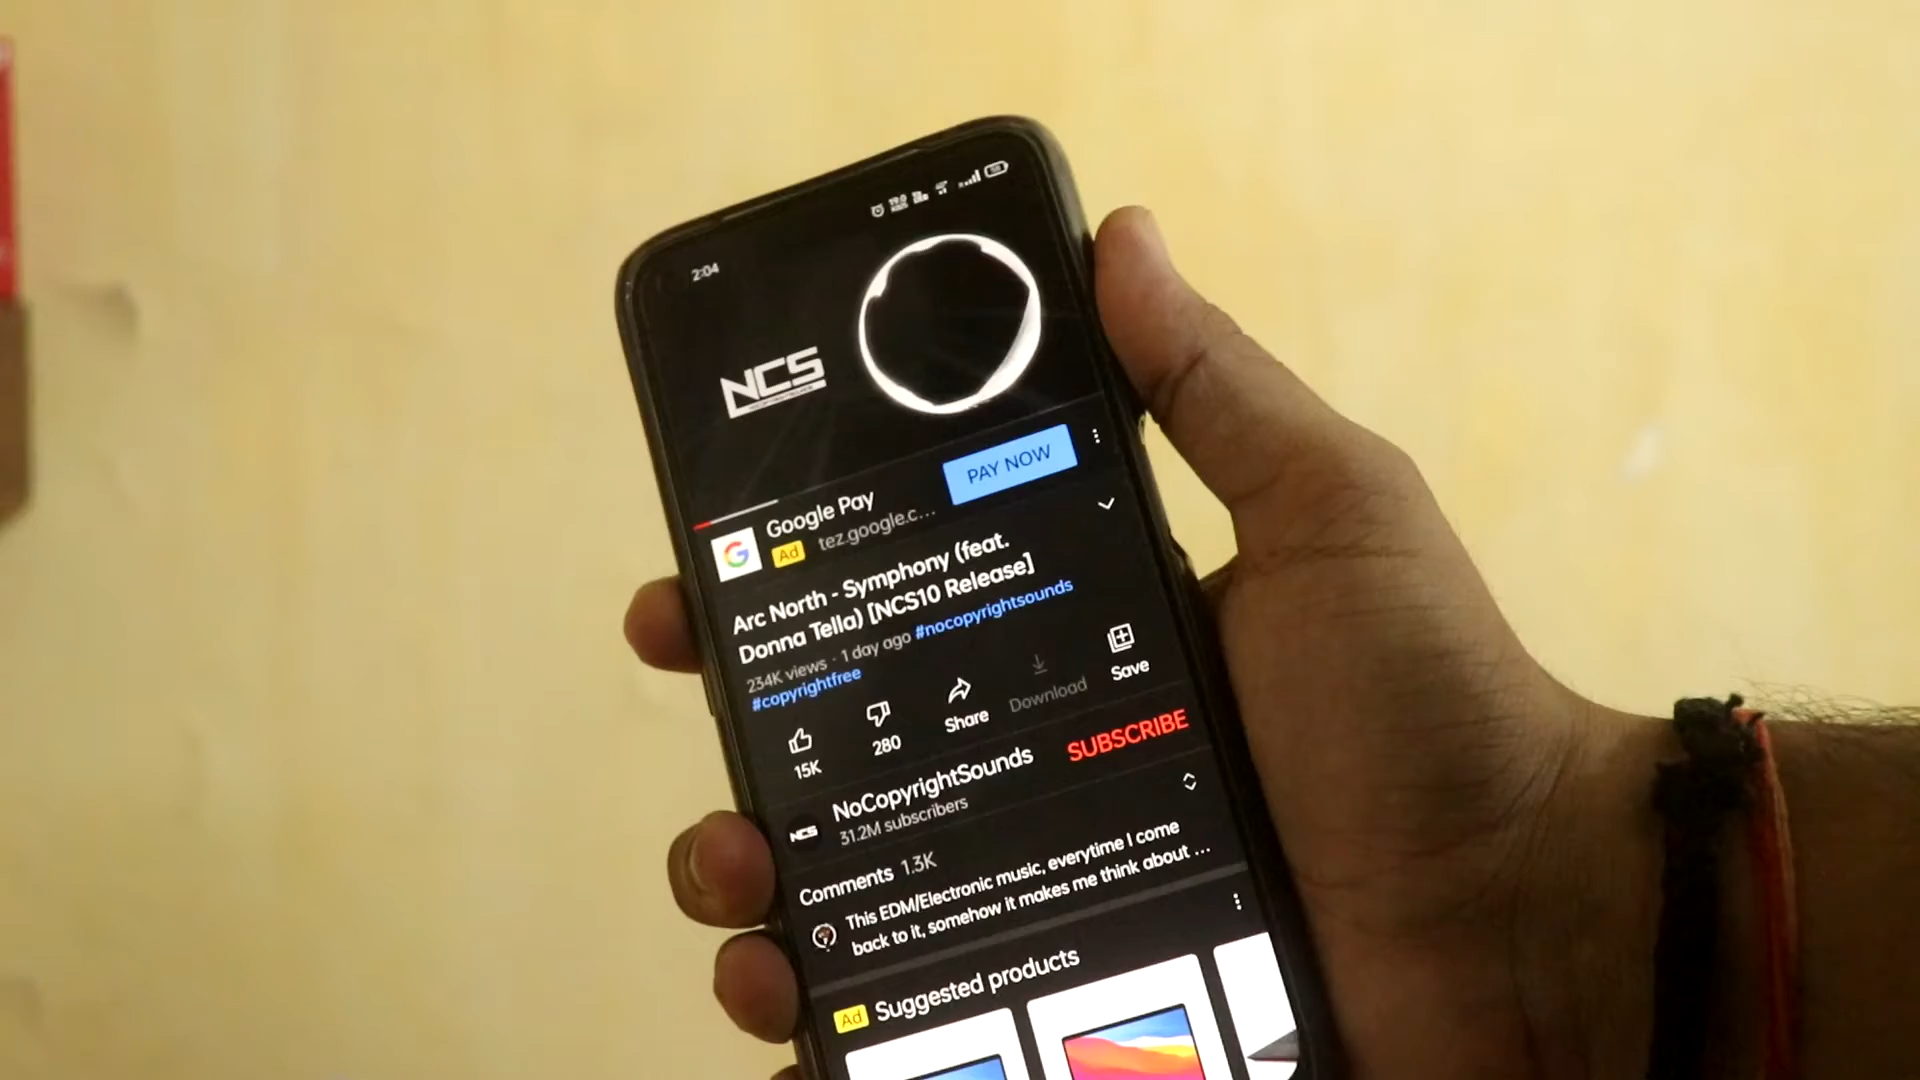 2:04
NCS
PAY NOW
Google Pay
Ad tez.google.c...
Arc North - Symphony (feat.
Donna Tella) [NCS10 Release]
234K views · 1 day ago #nocopyrightsounds
#copyrightfree
15K
280
Share
Download
Save
NoCopyrightSounds
31.2M subscribers
SUBSCRIBE
NCS
Comments 1.3K
This EDM/Electronic music, everytime I come
back to it, somehow it makes me think about ...
Ad Suggested products